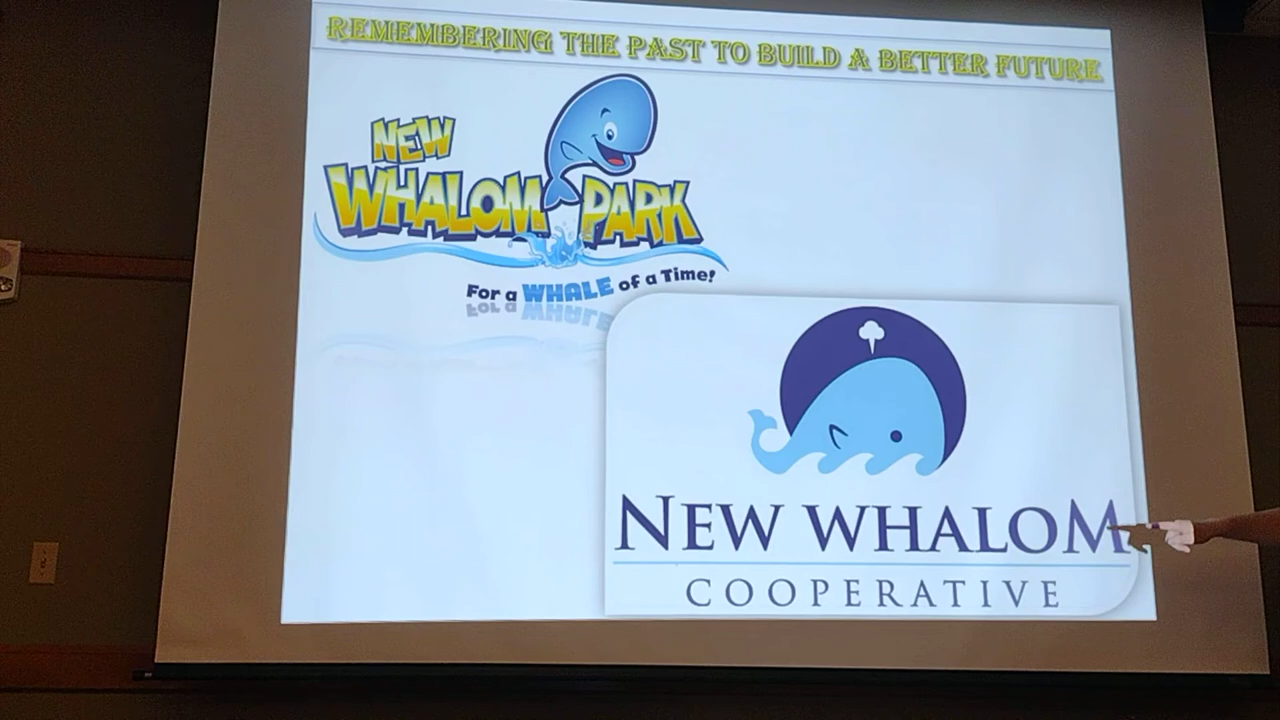 REMEMBERING THE PAST TO BUILD A BETTER FUTURE
NEW
WHALOM PARK
For a WHALE of a Time!
NEW WHALOM
COOPERATIVE